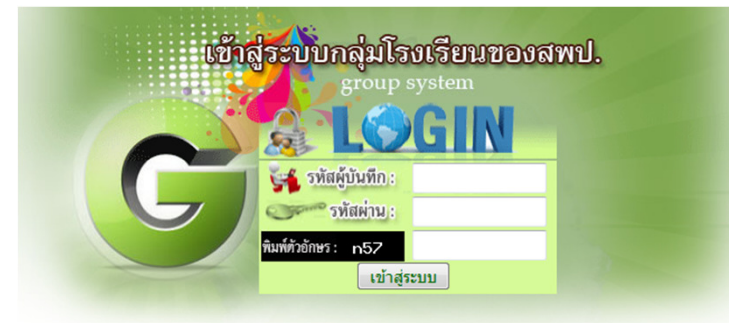 เข้าสู่ระบบกลุ่มโรงเรียนของสพป.
group system
LOGIN
รหัสผู้บันทึก :
รหัสผ่าน :
พิมพ์ตัวอักษร : n57
เข้าสู่ระบบ